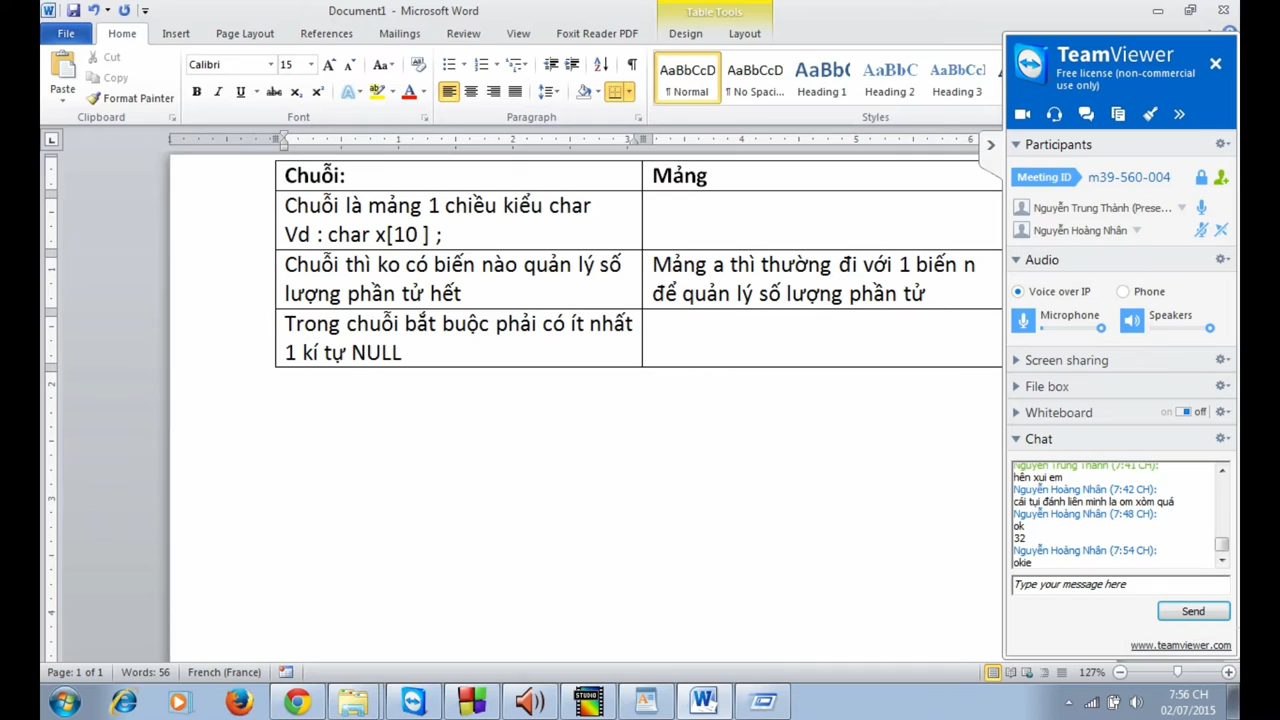 Document1 - Microsoft Word
Table Tools
File
Home
Insert
Page Layout
References
Mailings
Review
View
Foxit Reader PDF
Design
Layout
Paste
Cut
Copy
Format Painter
Clipboard
Calibri
15
Font
Paragraph
AaBbCcD
AaBbCcD
AaBb(
AaBbC
AaBbC
¶ Normal
¶ No Spaci...
Heading 1
Heading 2
Heading 3
Styles
Chuỗi:
Mảng
Chuỗi là mảng 1 chiều kiểu char
Vd : char x[10 ] ;
Chuỗi thì ko có biến nào quản lý số
lượng phần tử hết
Mảng a thì thường đi với 1 biến n
để quản lý số lượng phần tử
Trong chuỗi bắt buộc phải có ít nhất
1 kí tự NULL
TeamViewer
Free license (non-commercial
use only)
Participants
Meeting ID
m39-560-004
Nguyễn Trung Thành (Prese...
Nguyễn Hoàng Nhân
Audio
Voice over IP
Phone
Microphone
Speakers
Screen sharing
File box
Whiteboard
on
off
Chat
Nguyễn Trung Thành (7:41 CH):
hên xui em
Nguyễn Hoàng Nhân (7:42 CH):
cái tụi đánh liên minh la om xòm quá
Nguyễn Hoàng Nhân (7:48 CH):
ok
32
Nguyễn Hoàng Nhân (7:54 CH):
okie
Type your message here
Send
www.teamviewer.com
Page: 1 of 1
Words: 56
French (France)
127%
STUDIO
7:56 CH
02/07/2015